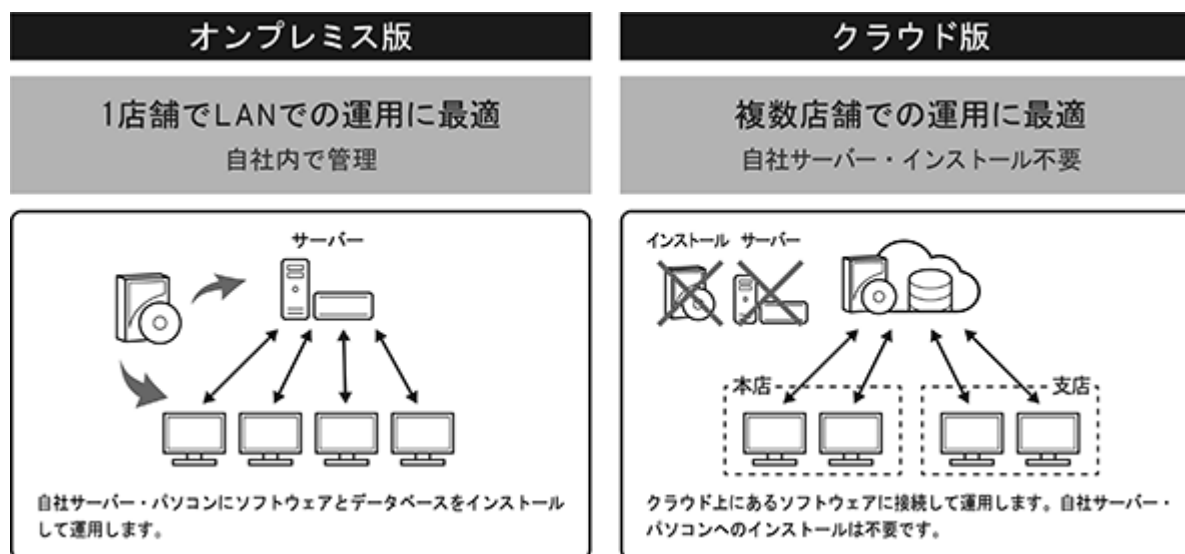 オンプレミス版
1店舗でLANでの運用に最適
自社内で管理
サーバー
自社サーバー・パソコンにソフトウェアとデータベースをインストール
して運用します。
クラウド版
複数店舗での運用に最適
自社サーバー・インストール不要
インストール サーバー
本店
支店
クラウド上にあるソフトウェアに接続して運用します。自社サーバー・
パソコンへのインストールは不要です。